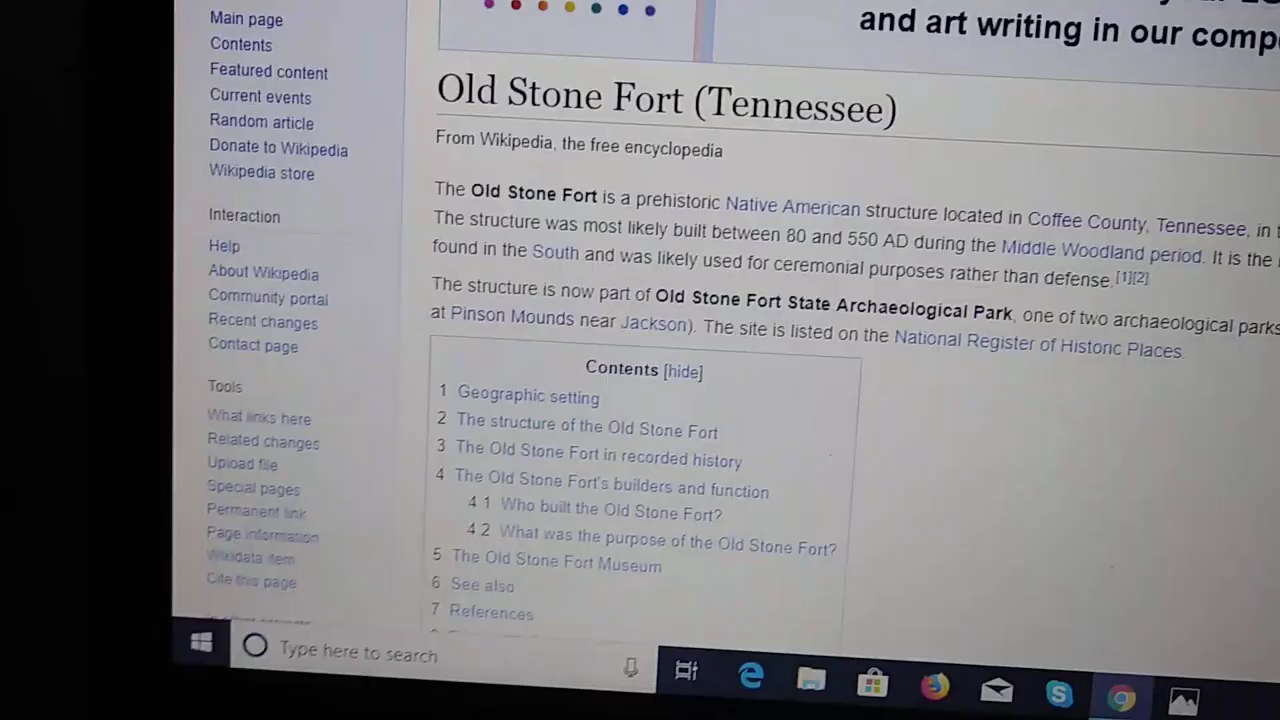 and art writing in our comp
Main page
Contents
Featured content
Current events
Random article
Donate to Wikipedia
Wikipedia store
Interaction
Help
About Wikipedia
Community portal
Recent changes
Contact page
Tools
What links here
Related changes
Upload file
Special pages
Permanent link
Page information
Wikidata item
Cite this page
Old Stone Fort (Tennessee)
From Wikipedia, the free encyclopedia
The Old Stone Fort is a prehistoric Native American structure located in Coffee County, Tennessee, in
The structure was most likely built between 80 and 550 AD during the Middle Woodland period. It is the
found in the South and was likely used for ceremonial purposes rather than defense.[1][2]
The structure is now part of Old Stone Fort State Archaeological Park, one of two archaeological parks
at Pinson Mounds near Jackson). The site is listed on the National Register of Historic Places.
Contents [hide]
1 Geographic setting
2 The structure of the Old Stone Fort
3 The Old Stone Fort in recorded history
4 The Old Stone Fort's builders and function
4.1 Who built the Old Stone Fort?
4.2 What was the purpose of the Old Stone Fort?
5 The Old Stone Fort Museum
6 See also
7 References
Type here to search